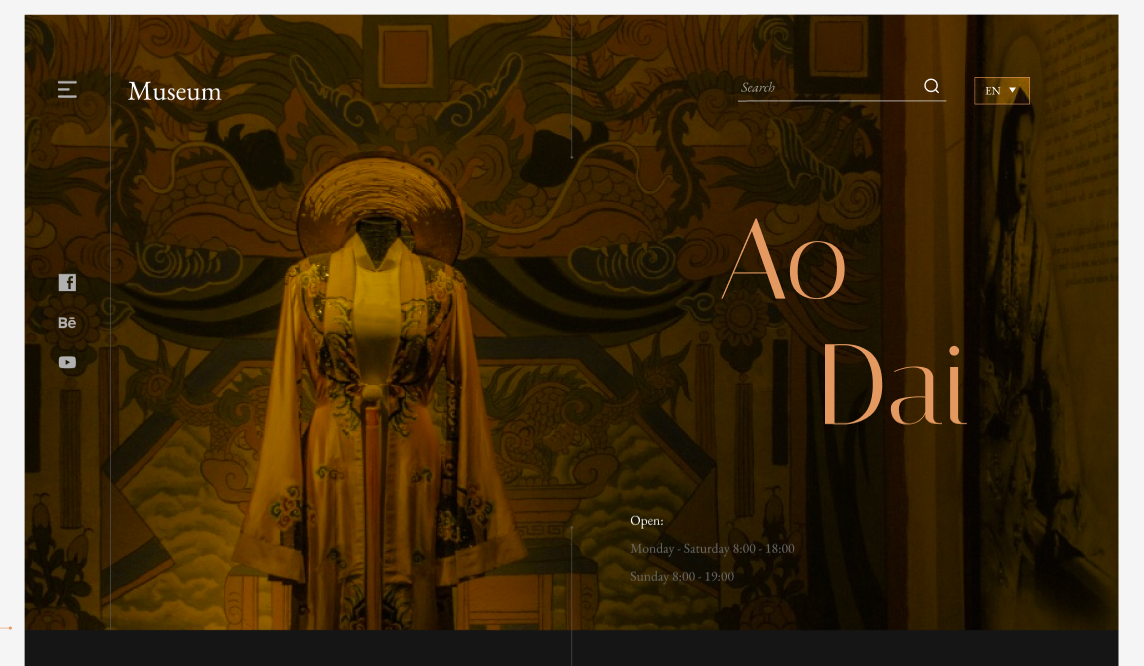 Museum
Search
EN
Ao
Dai
Bē
Open:
Monday - Saturday 8:00 - 18:00
Sunday 8:00 - 19:00